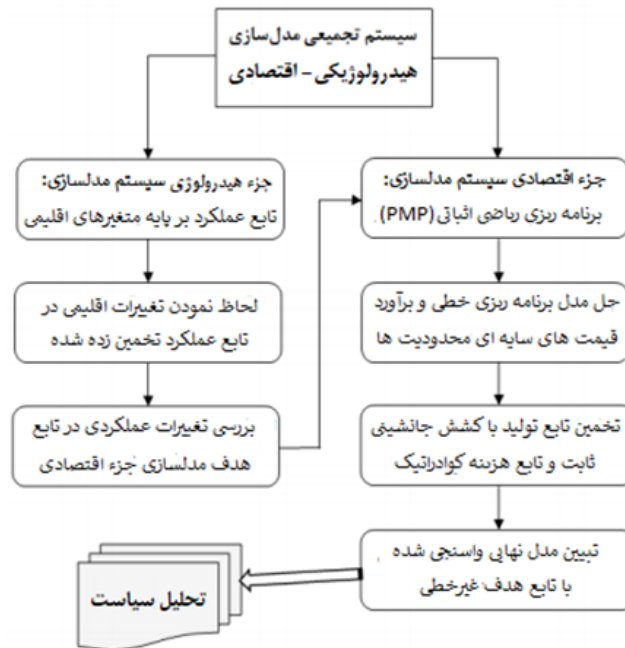 سیستم تجمیعی مدل‌سازی
هیدرولوژیکی - اقتصادی
جزء هیدرولوژی سیستم مدلسازی:
تابع عملکرد بر پایه متغیرهای اقلیمی
لحاظ نمودن تغییرات اقلیمی در
تابع عملکرد تخمین زده شده
بررسی تغییرات عملکردی در تابع
هدف مدلسازی جزء اقتصادی
جزء اقتصادی سیستم مدلسازی:
برنامه ریزی ریاضی اثباتی (PMP)
حل مدل برنامه ریزی خطی و برآورد
قیمت های سایه ای محدودیت ها
تخمین تابع تولید با کشش جانشینی
ثابت و تابع هزینه کوادراتیک
تبیین مدل نهایی واسنجی شده
با تابع هدف غیرخطی
تحلیل سیاست